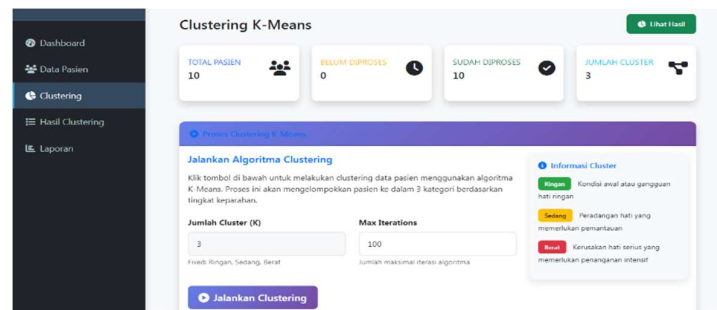 Clustering K-Means
Lihat Hasil
Dashboard
Data Pasien
Clustering
Hasil Clustering
Laporan
TOTAL PASIEN
10
BELUM DIPROSES
0
SUDAH DIPROSES
10
JUMLAH CLUSTER
3
Proses Clustering K-Means
Jalankan Algoritma Clustering
Klik tombol di bawah untuk melakukan clustering data pasien menggunakan algoritma
K-Means. Proses ini akan mengelompokkan pasien ke dalam 3 kategori berdasarkan
tingkat keparahan.
Jumlah Cluster (K)
3
Fixed: Ringan, Sedang, Berat
Max Iterations
100
Jumlah maksimal iterasi algoritma
Jalankan Clustering
Informasi Cluster
Ringan Kondisi awal atau gangguan
hati ringan
Sedang Peradangan hati yang
memerlukan pemantauan
Berat Kerusakan hati serius yang
memerlukan penanganan intensif